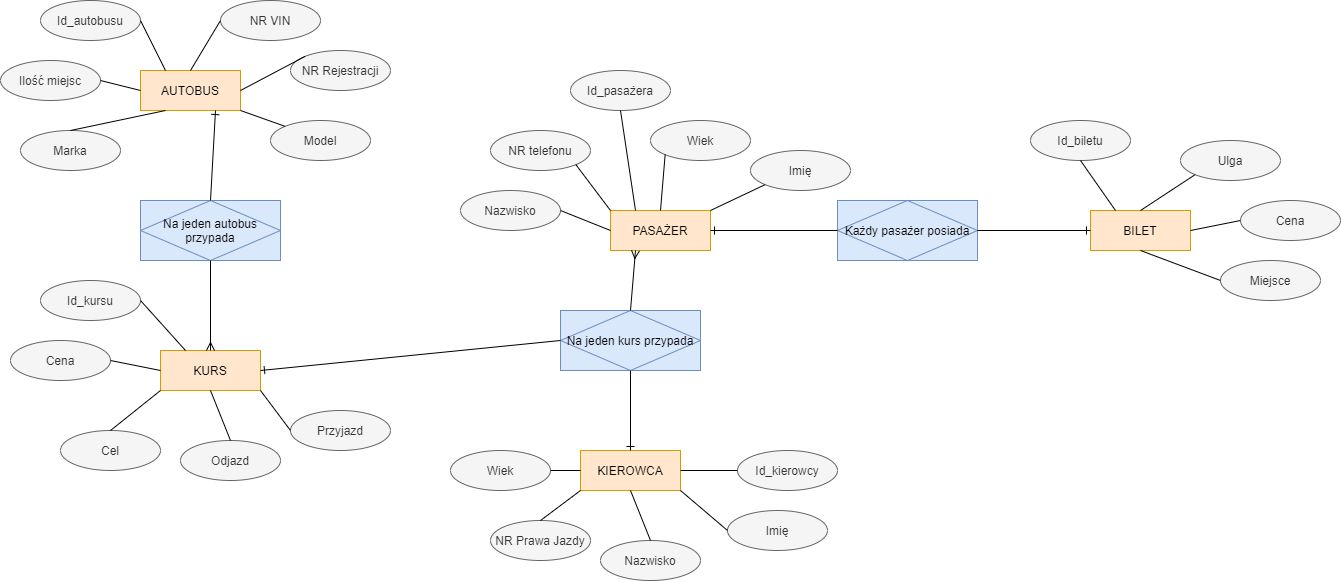 Id_autobusu
NR VIN
Ilość miejsc
AUTOBUS
NR Rejestracji
Marka
Model
Na jeden autobus
przypada
Id_kursu
Cena
KURS
Cel
Odjazd
Przyjazd
Id_pasażera
NR telefonu
Wiek
Imię
Nazwisko
PASAŻER
Każdy pasażer posiada
Id_biletu
Ulga
BILET
Cena
Miejsce
Na jeden kurs przypada
Wiek
KIEROWCA
Id_kierowcy
NR Prawa Jazdy
Nazwisko
Imię